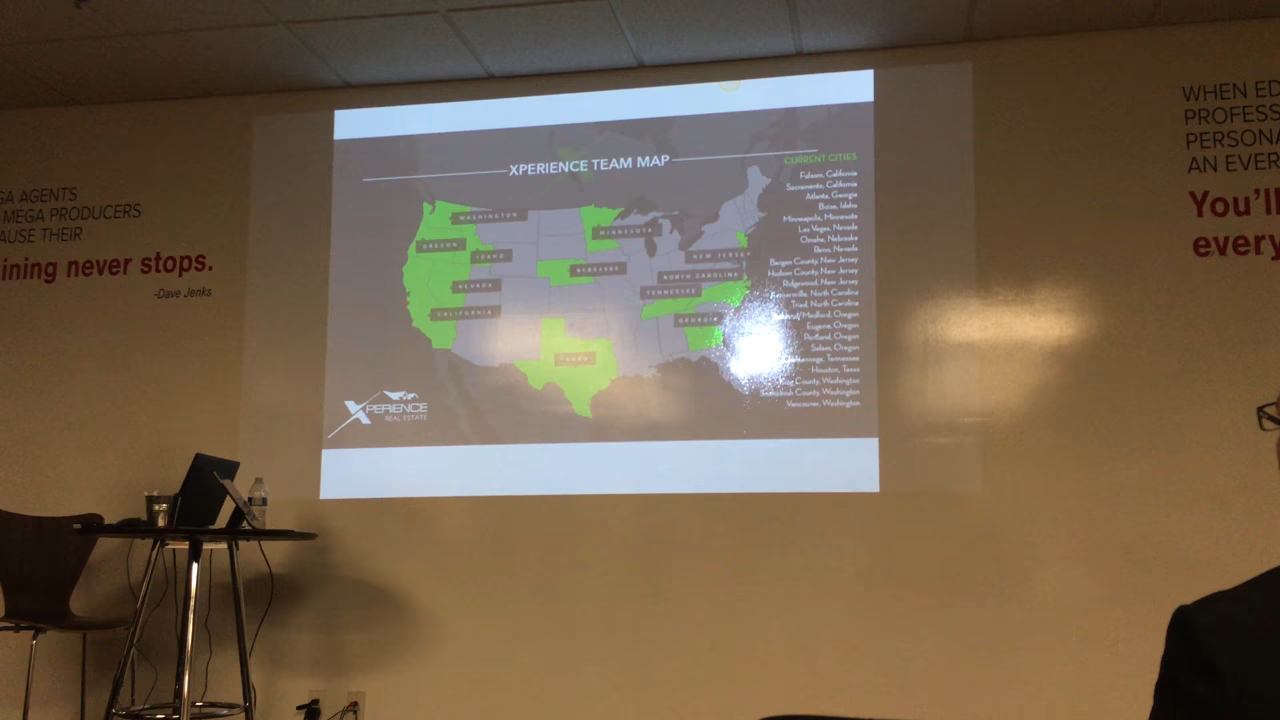 GA AGENTS
MEGA PRODUCERS
AUSE THEIR
ining never stops.
-Dave Jenks
XPERIENCE TEAM MAP
WASHINGTON
OREGON
IDAHO
NEVADA
CALIFORNIA
MINNESOTA
NEBRASKA
NEW JERSEY
NORTH CAROLINA
TENNESSEE
GEORGIA
TEXAS
CURRENT CITIES
Folsom, California
Sacramento, California
Atlanta, Georgia
Boise, Idaho
Minneapolis, Minnesota
Las Vegas, Nevada
Omaha, Nebraska
Reno, Nevada
Bergen County, New Jersey
Hudson County, New Jersey
Ridgewood, New Jersey
North Carolina
Triad, North Carolina
Medford, Oregon
Eugene, Oregon
Portland, Oregon
Salem, Oregon
Tennessee
Houston, Texas
County, Washington
County, Washington
Vancouver, Washington
XPERIENCE
REAL ESTATE
WHEN ED
PROFESS
PERSONA
AN EVER
You'll
every